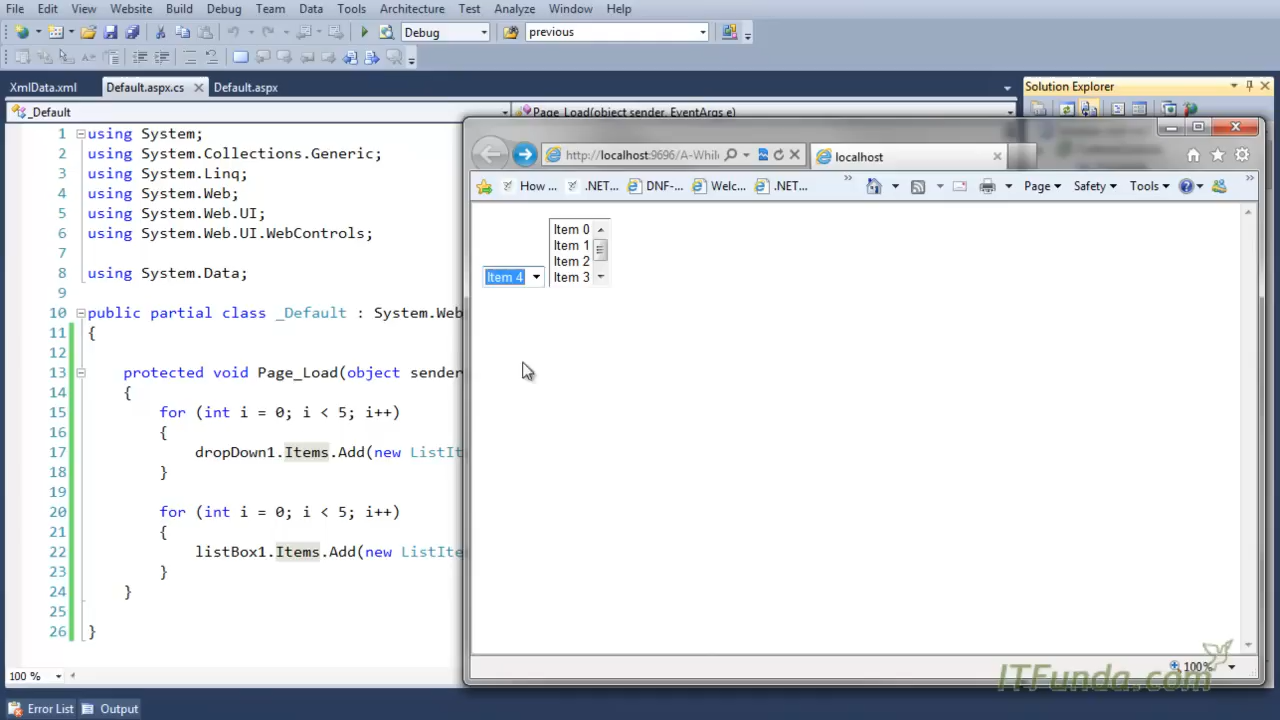 File Edit View Website Build Debug Team Data Tools Architecture Test Analyze Window Help
Debug previous
XmlData.xml Default.aspx.cs Default.aspx Solution Explorer
_Default Page_Load(object sender, EventArgs e)
1 using System;
2 using System.Collections.Generic;
3 using System.Linq;
4 using System.Web;
5 using System.Web.UI;
6 using System.Web.UI.WebControls;
7
8 using System.Data;
9
10 public partial class _Default : System.Web
11 {
12
13 protected void Page_Load(object sender
14 {
15 for (int i = 0; i < 5; i++)
16 {
17 dropDown1.Items.Add(new ListIt
18 }
19
20 for (int i = 0; i < 5; i++)
21 {
22 listBox1.Items.Add(new ListIte
23 }
24 }
25
26 }
100 %
Error List Output
http://localhost:9696/A-Whil localhost
How ... .NET... DNF-... Welc... .NET... Page Safety Tools
Item 0
Item 1
Item 2
Item 4 Item 3
100%
ITFunda.com